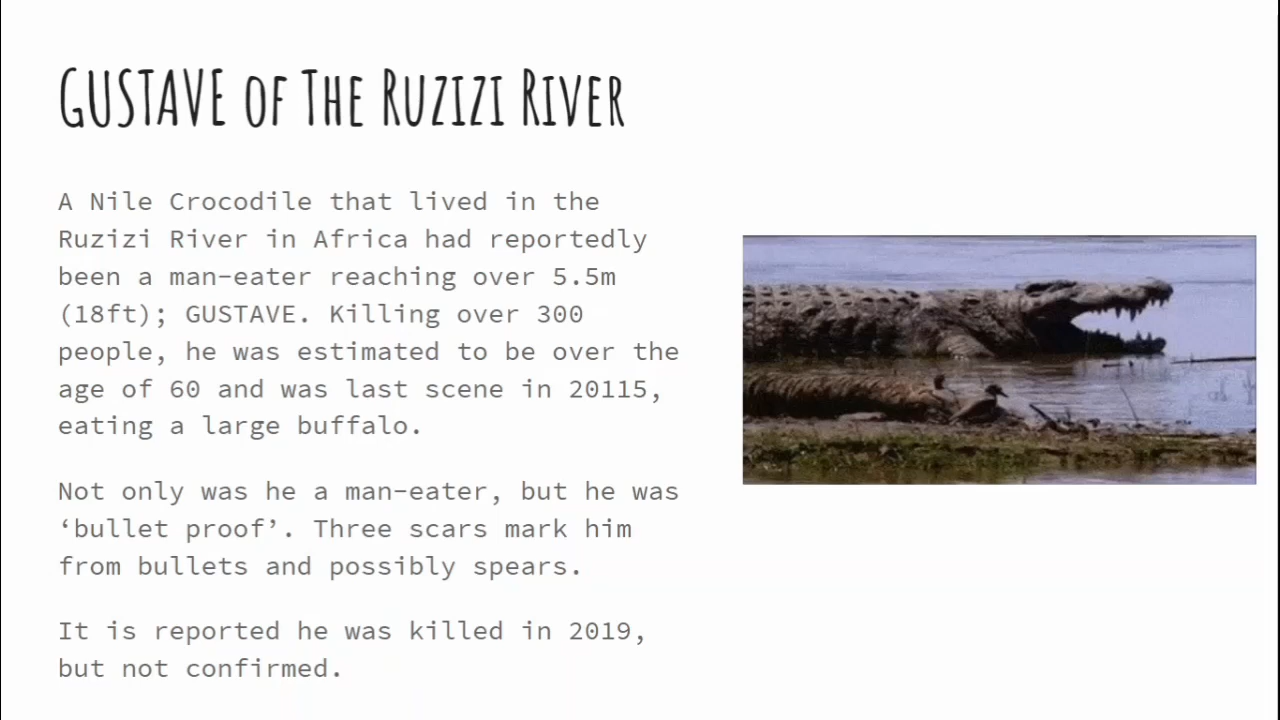 GUSTAVE OF THE RUZIZI RIVER
A Nile Crocodile that lived in the
Ruzizi River in Africa had reportedly
been a man-eater reaching over 5.5m
(18ft); GUSTAVE. Killing over 300
people, he was estimated to be over the
age of 60 and was last scene in 20115,
eating a large buffalo.
Not only was he a man-eater, but he was
‘bullet proof’. Three scars mark him
from bullets and possibly spears.
It is reported he was killed in 2019,
but not confirmed.